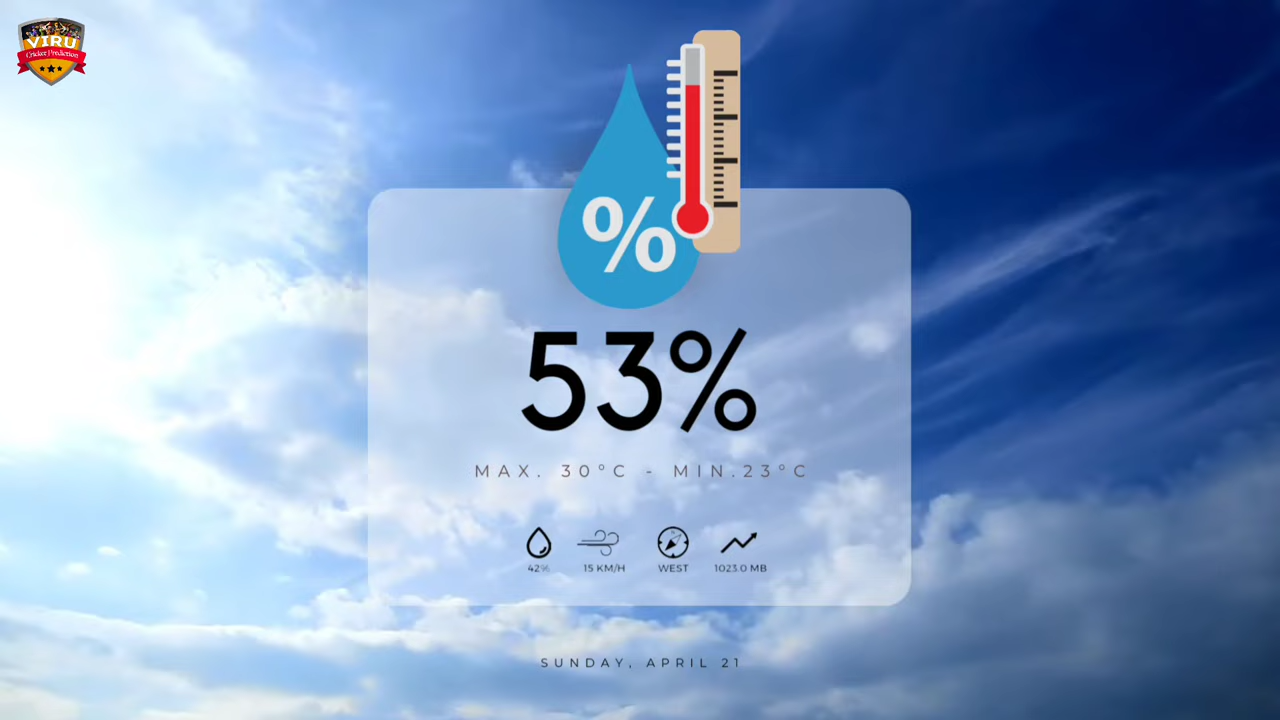 VIRU
Cricket Prediction
%
53%
MAX. 30°C - MIN.23°C
42%
15 KM/H
WEST
1023.0 MB
SUNDAY, APRIL 21